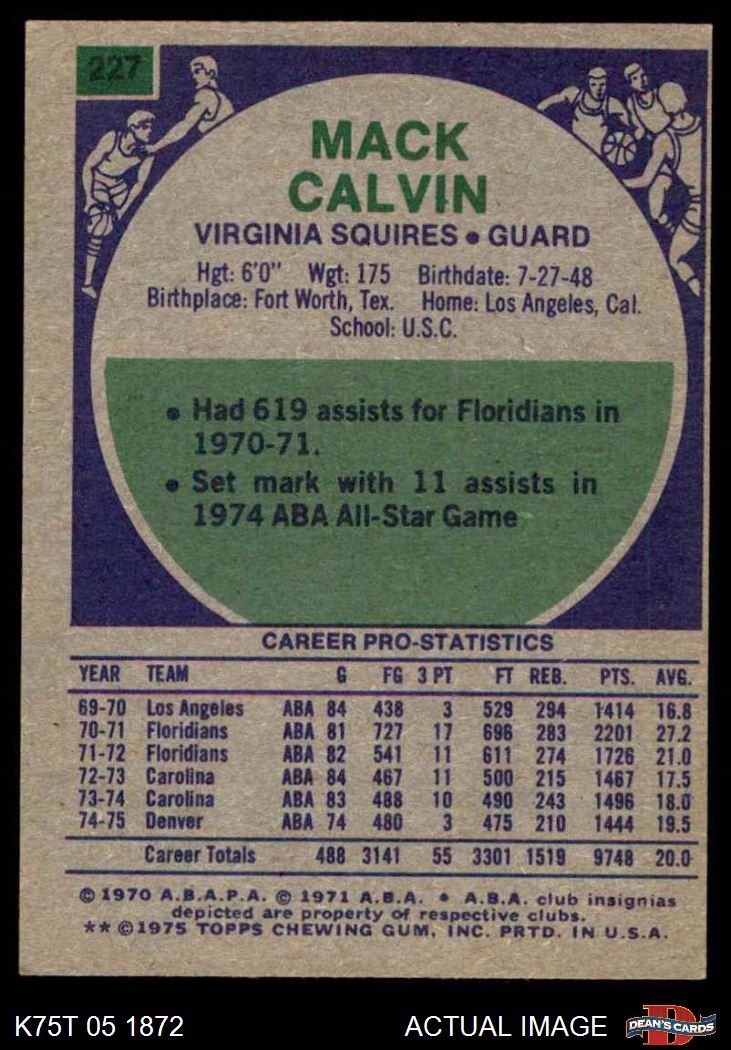 227
MACK
CALVIN
VIRGINIA SQUIRES • GUARD
Hgt: 6'0" Wgt: 175 Birthdate: 7-27-48
Birthplace: Fort Worth, Tex. Home: Los Angeles, Cal.
School: U.S.C.
• Had 619 assists for Floridians in
1970-71.
• Set mark with 11 assists in
1974 ABA All-Star Game
CAREER PRO-STATISTICS
YEAR TEAM G FG 3 PT FT REB. PTS. AVG.
69-70 Los Angeles ABA 84 438 3 529 294 1414 16.8
70-71 Floridians ABA 81 727 17 696 283 2201 27.2
71-72 Floridians ABA 82 541 11 611 274 1726 21.0
72-73 Carolina ABA 84 467 11 500 215 1467 17.5
73-74 Carolina ABA 83 488 10 490 243 1496 18.0
74-75 Denver ABA 74 480 3 475 210 1444 19.5
Career Totals 488 3141 55 3301 1519 9748 20.0
© 1970 A.B.A.P.A. © 1971 A.B.A. • A.B.A. club insignias
depicted are property of respective clubs.
** © 1975 TOPPS CHEWING GUM, INC. PRTD. IN U.S.A.
K75T 05 1872 ACTUAL IMAGE D DEAN'S CARDS